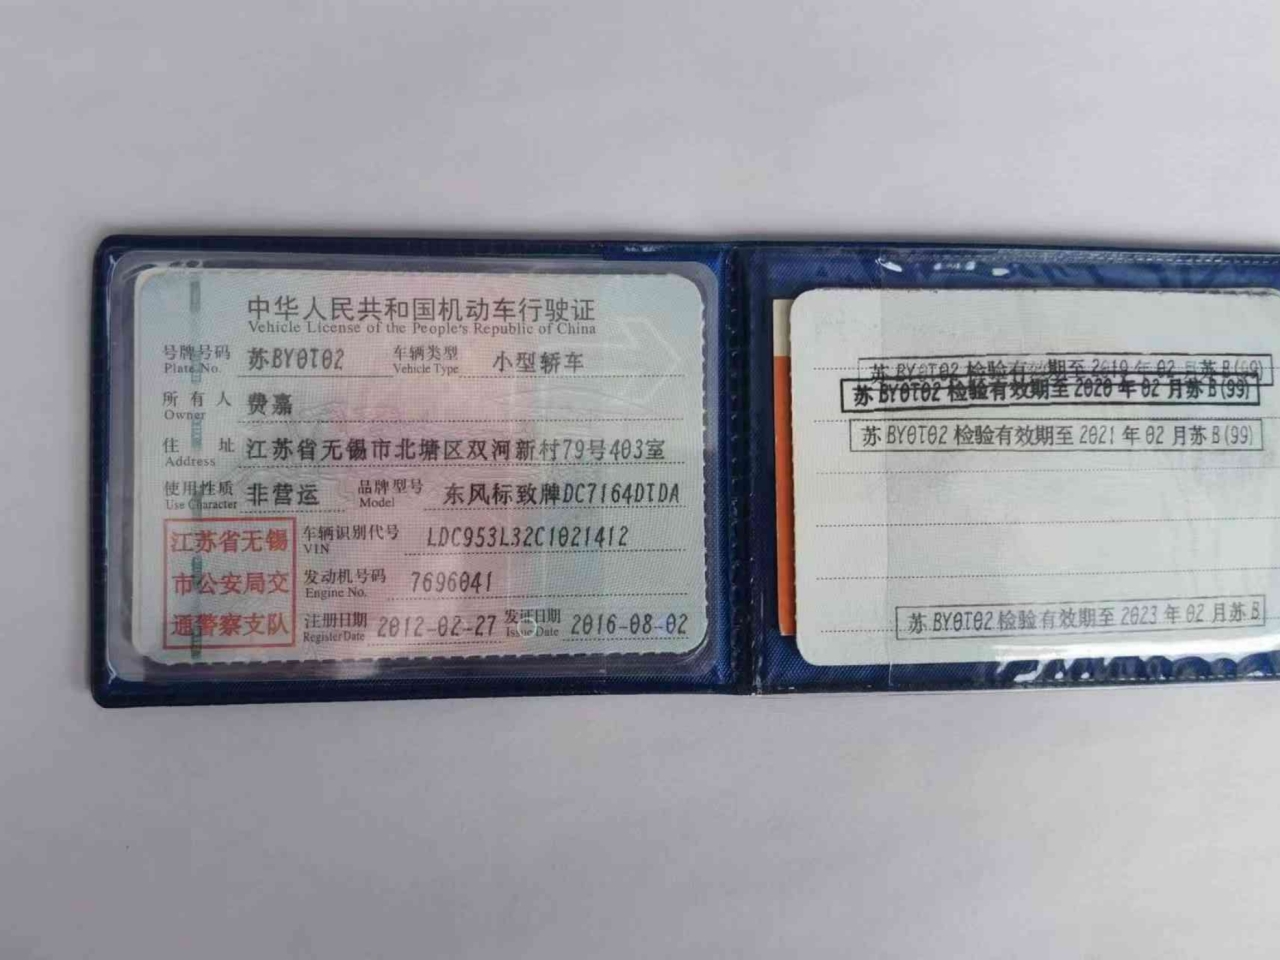 中华人民共和国机动车行驶证
Vehicle License of the People's Republic of China
号牌号码 苏BY0T02 车辆类型 小型轿车
Plate No. Vehicle Type
所有人 费嘉
Owner
住址 江苏省无锡市北塘区双河新村79号403室
Address
使用性质 非营运 品牌型号 东风标致牌DC7164DTDA
Use Character Model
江苏省无锡
市公安局交
通警察支队
车辆识别代号 LDC953L32C1021412
VIN
发动机号码 7696041
Engine No.
注册日期 2012-02-27 发证日期 2016-08-02
Register Date Issue Date
苏BY0T02检验有效期至2019年02月苏B(99)
苏BY0T02检验有效期至2020年02月苏B(99)
苏BY0T02检验有效期至2021年02月苏B(99)
苏BY0T02检验有效期至2023年02月苏B